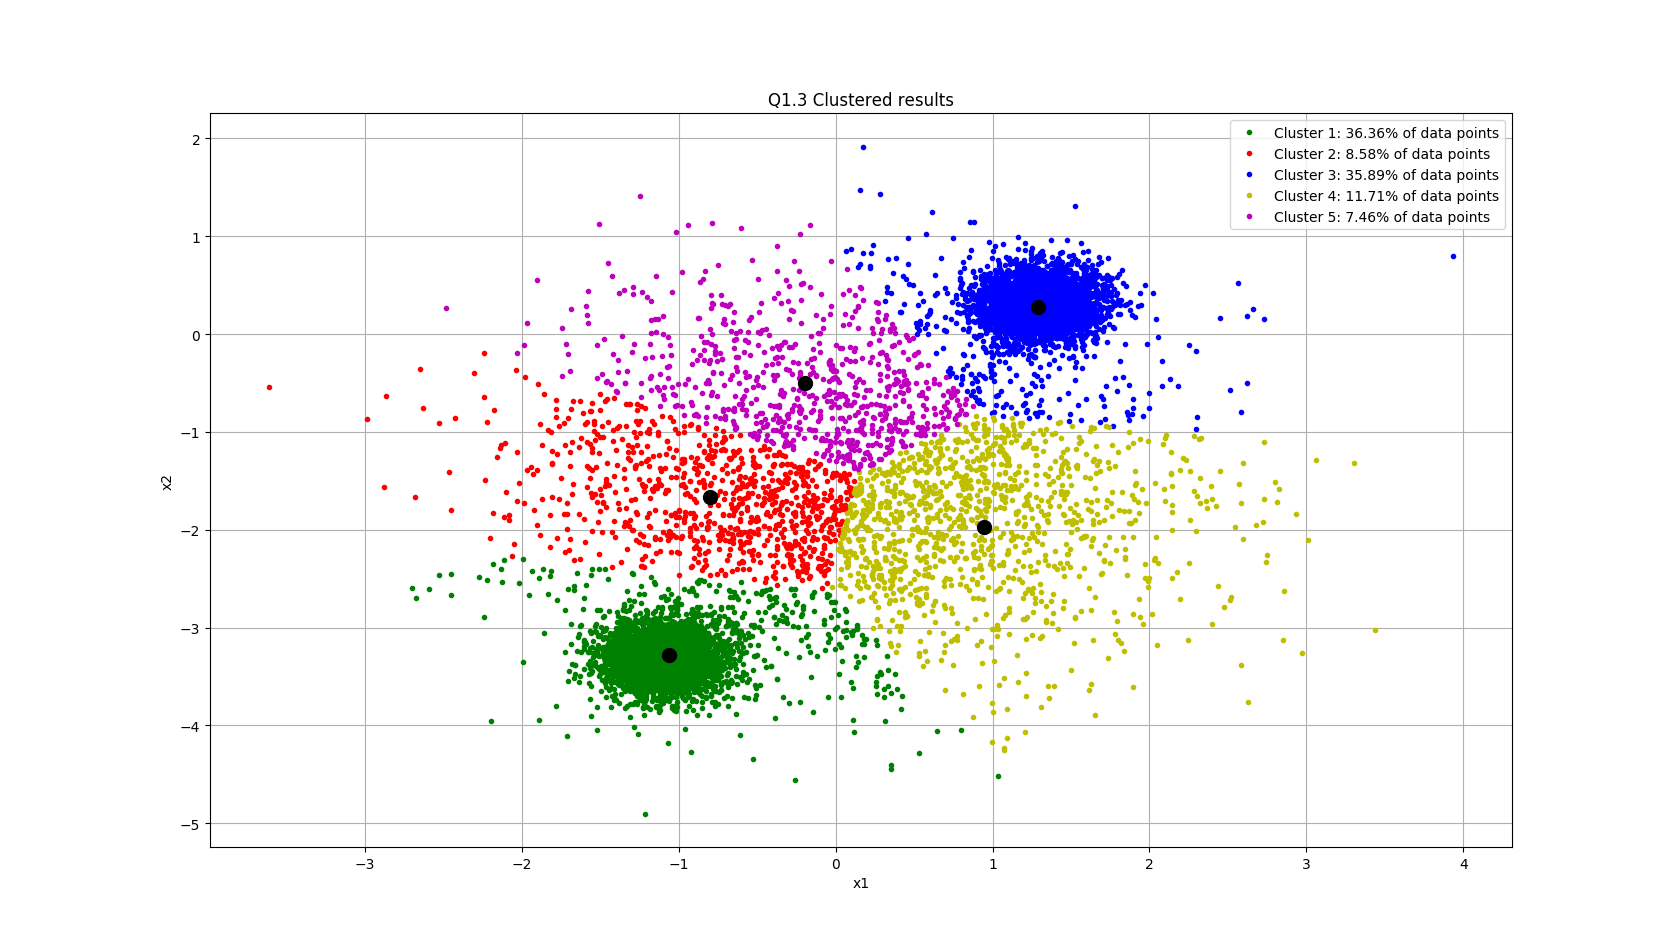 Q1.3 Clustered results
Cluster 1: 36.36% of data points
Cluster 2: 8.58% of data points
Cluster 3: 35.89% of data points
Cluster 4: 11.71% of data points
Cluster 5: 7.46% of data points
2
1
0
−1
−2
−3
−4
−5
x2
−3
−2
−1
0
1
2
3
4
x1